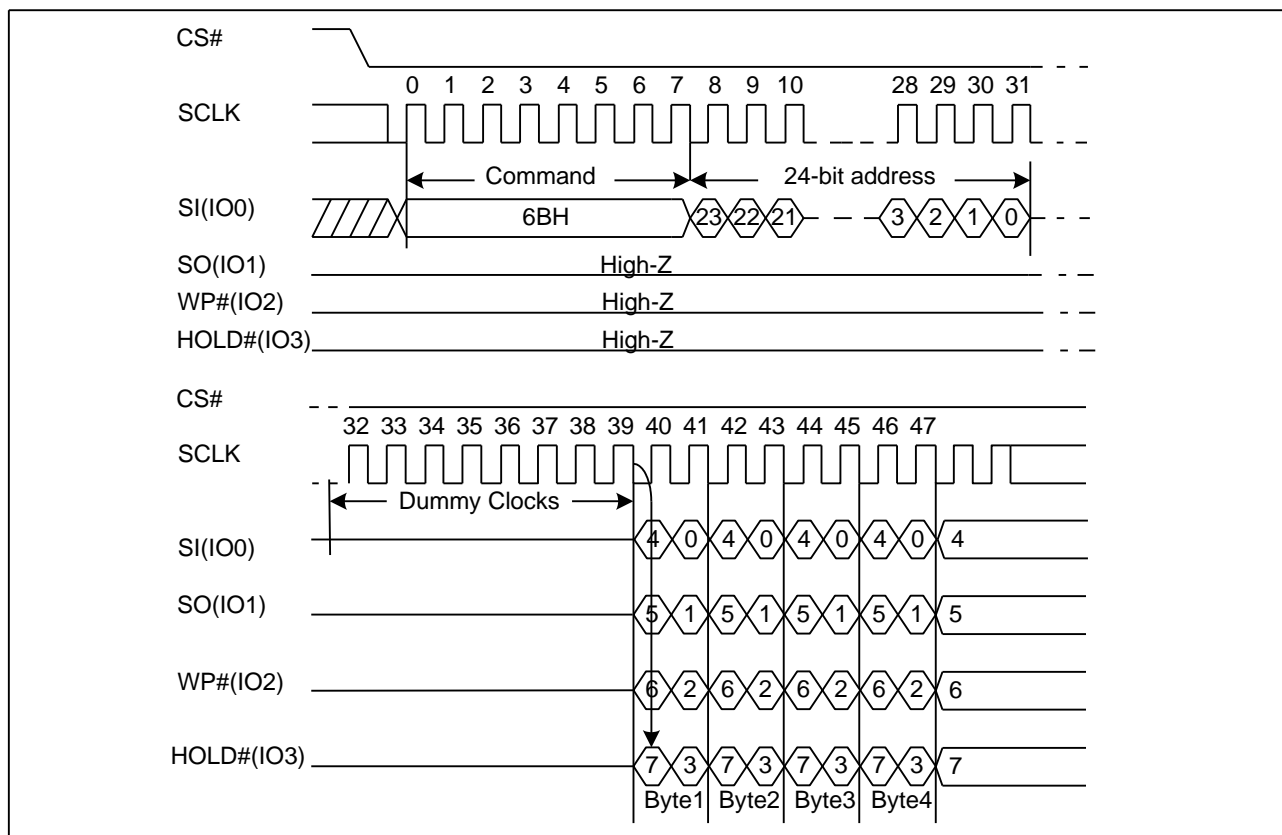 CS#
0 1 2 3 4 5 6 7 8 9 10 28 29 30 31
SCLK
Command 24-bit address
SI(IO0) 6BH 23 22 21 3 2 1 0
SO(IO1) High-Z
WP#(IO2) High-Z
HOLD#(IO3) High-Z
CS#
32 33 34 35 36 37 38 39 40 41 42 43 44 45 46 47
SCLK
Dummy Clocks
SI(IO0) 4 0 4 0 4 0 4 0 4
SO(IO1) 5 1 5 1 5 1 5 1 5
WP#(IO2) 6 2 6 2 6 2 6 2 6
HOLD#(IO3) 7 3 7 3 7 3 7 3 7
Byte1 Byte2 Byte3 Byte4